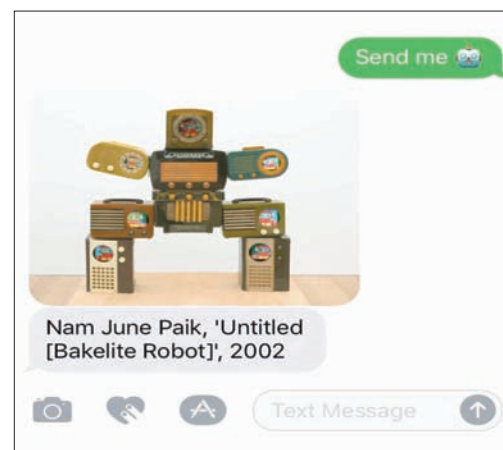 Send me 🤖
Nam June Paik, 'Untitled
[Bakelite Robot]', 2002
Text Message